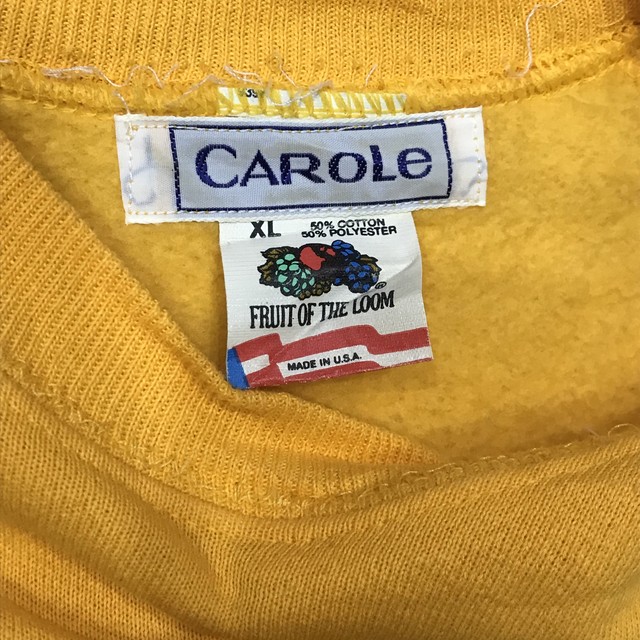 CAROLe
XL
50% COTTON
50% POLYESTER
®
FRUIT OF THE LOOM
MADE IN U.S.A.